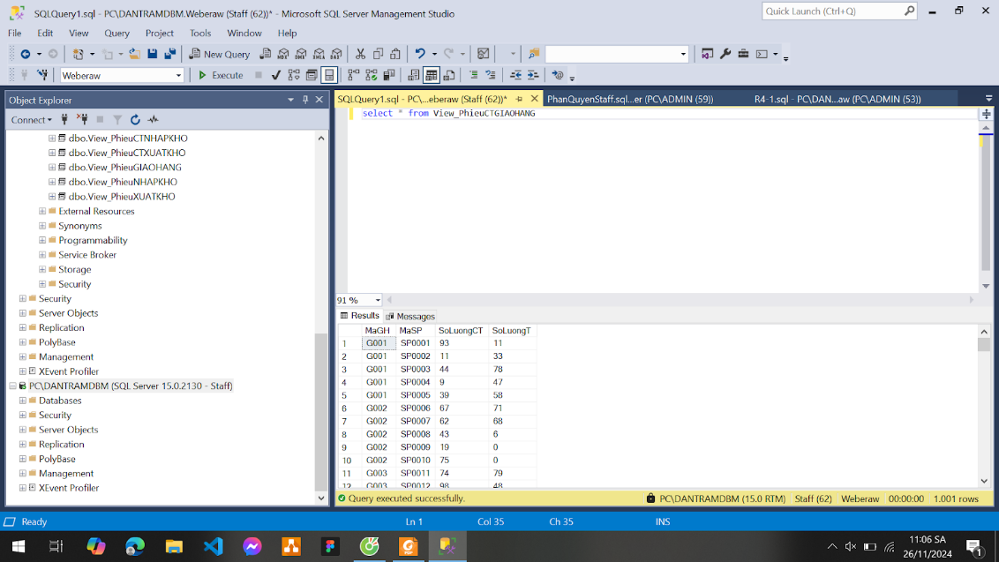 SQLQuery1.sql - PC\DANTRAMDBM.Weberaw (Staff (62))* - Microsoft SQL Server Management Studio
Quick Launch (Ctrl+Q)
File Edit View Query Project Tools Window Help
New Query
MDX DMX XMLA DAX
Weberaw
Execute
Object Explorer
Connect
dbo.View_PhieuCTNHAPKHO
dbo.View_PhieuCTXUATKHO
dbo.View_PhieuGIAOHANG
dbo.View_PhieuNHAPKHO
dbo.View_PhieuXUATKHO
External Resources
Synonyms
Programmability
Service Broker
Storage
Security
Security
Server Objects
Replication
PolyBase
Management
XEvent Profiler
PC\DANTRAMDBM (SQL Server 15.0.2130 - Staff)
Databases
Security
Server Objects
Replication
PolyBase
Management
XEvent Profiler
SQLQuery1.sql - PC\...eberaw (Staff (62))* PhanQuyenStaff.sql...er (PC\ADMIN (59)) R4-1.sql - PC\DAN...aw (PC\ADMIN (53))
select * from View_PhieuCTGIAOHANG
91 %
Results Messages
MaGH MaSP SoLuongCT SoLuongT
1 G001 SP0001 93 11
2 G001 SP0002 11 33
3 G001 SP0003 44 78
4 G001 SP0004 9 47
5 G001 SP0005 39 58
6 G002 SP0006 67 71
7 G002 SP0007 62 68
8 G002 SP0008 43 6
9 G002 SP0009 19 0
10 G002 SP0010 75 0
11 G003 SP0011 74 79
12 G003 SP0012 98 48
Query executed successfully. PC\DANTRAMDBM (15.0 RTM) Staff (62) Weberaw 00:00:00 1.001 rows
Ready Ln 1 Col 35 Ch 35 INS
11:06 SA
26/11/2024
1